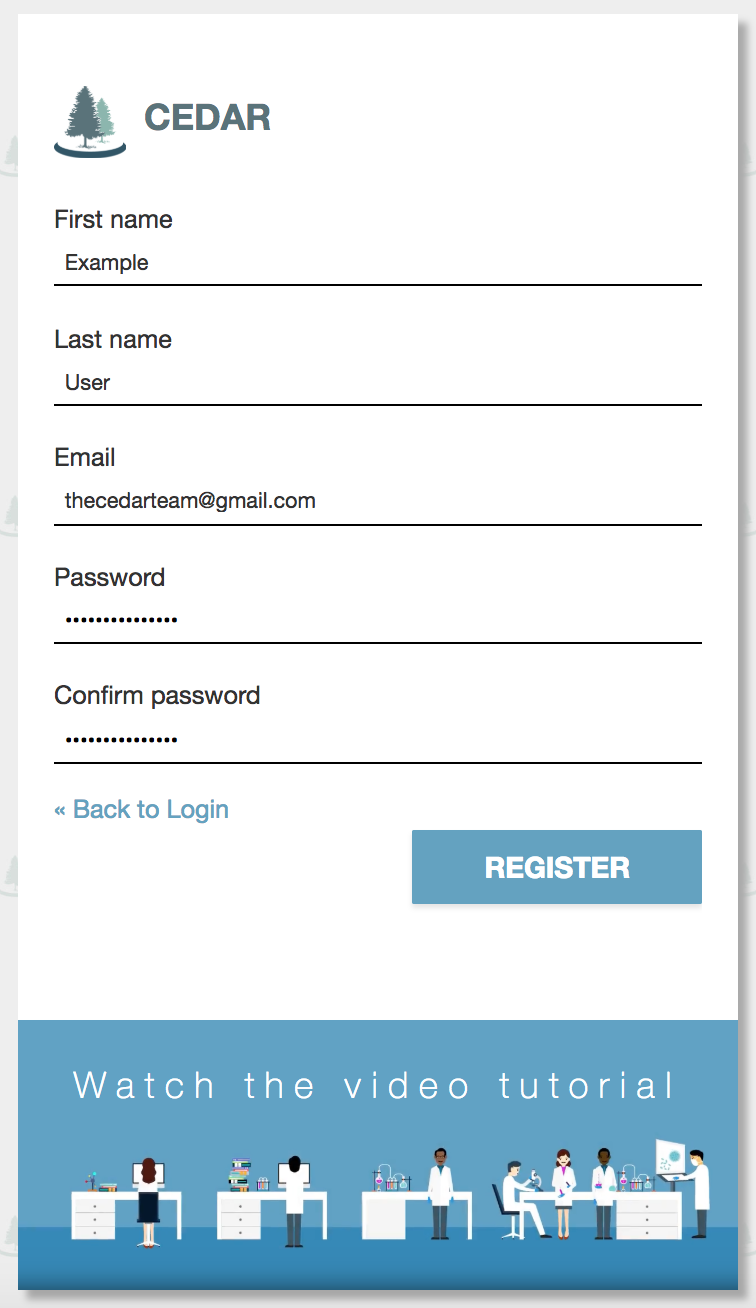 CEDAR
First name
Example
Last name
User
Email
thecedarteam@gmail.com
Password
•••••••••••••••
Confirm password
•••••••••••••••
« Back to Login
REGISTER
Watch the video tutorial